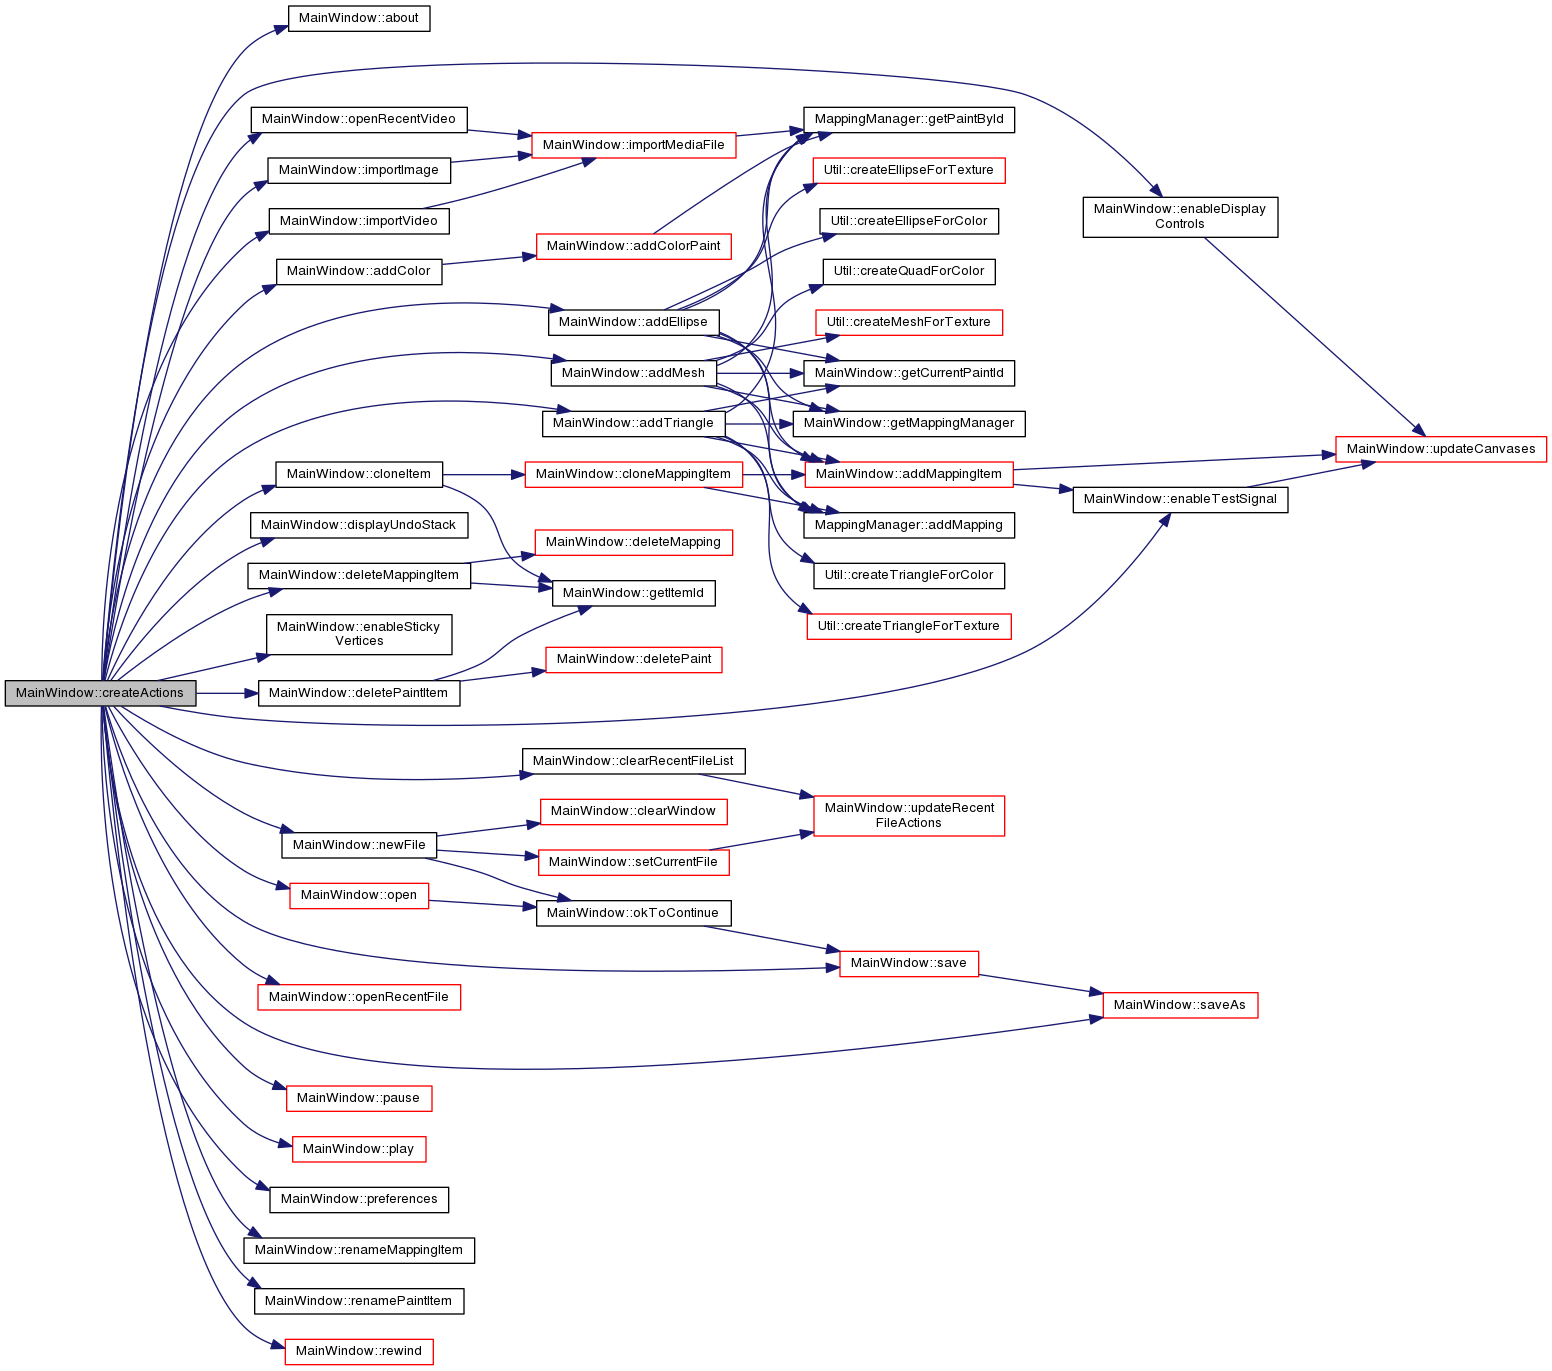 MainWindow::about
MainWindow::openRecentVideo
MappingManager::getPaintById
MainWindow::importMediaFile
MainWindow::importImage
Util::createEllipseForTexture
MainWindow::importVideo
Util::createEllipseForColor
MainWindow::enableDisplay
Controls
MainWindow::addColorPaint
MainWindow::addColor
Util::createQuadForColor
MainWindow::addEllipse
Util::createMeshForTexture
MainWindow::addMesh
MainWindow::getCurrentPaintId
MainWindow::addTriangle
MainWindow::getMappingManager
MainWindow::updateCanvases
MainWindow::cloneItem
MainWindow::cloneMappingItem
MainWindow::addMappingItem
MainWindow::enableTestSignal
MainWindow::displayUndoStack
MappingManager::addMapping
MainWindow::deleteMapping
MainWindow::deleteMappingItem
Util::createTriangleForColor
MainWindow::getItemId
MainWindow::enableSticky
Vertices
Util::createTriangleForTexture
MainWindow::deletePaint
MainWindow::createActions
MainWindow::deletePaintItem
MainWindow::clearRecentFileList
MainWindow::clearWindow
MainWindow::updateRecent
FileActions
MainWindow::newFile
MainWindow::setCurrentFile
MainWindow::open
MainWindow::okToContinue
MainWindow::save
MainWindow::openRecentFile
MainWindow::saveAs
MainWindow::pause
MainWindow::play
MainWindow::preferences
MainWindow::renameMappingItem
MainWindow::renamePaintItem
MainWindow::rewind